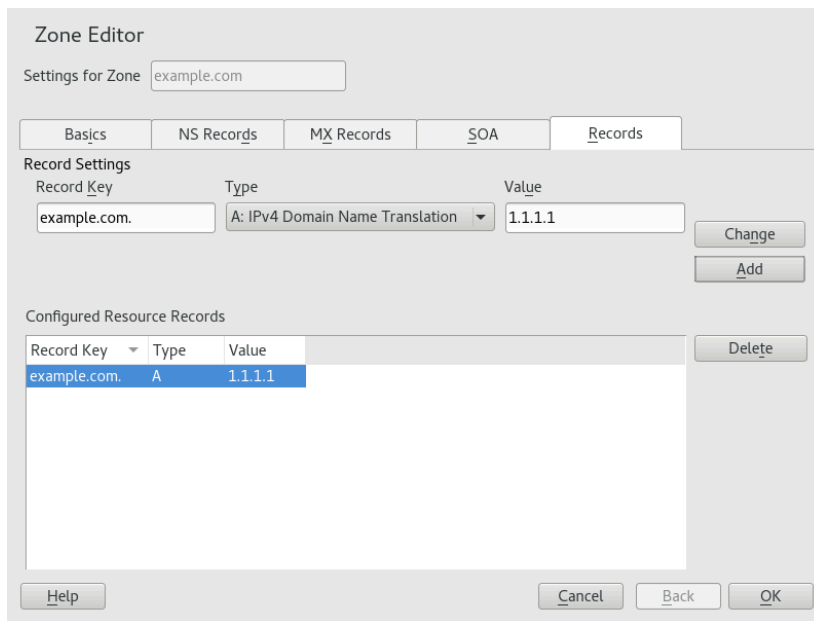 Zone Editor
Settings for Zone example.com
Basics NS Records MX Records SOA Records
Record Settings
Record Key Type Value
example.com. A: IPv4 Domain Name Translation 1.1.1.1
Change
Add
Configured Resource Records
Record Key Type Value
Delete
example.com. A 1.1.1.1
Help Cancel Back OK